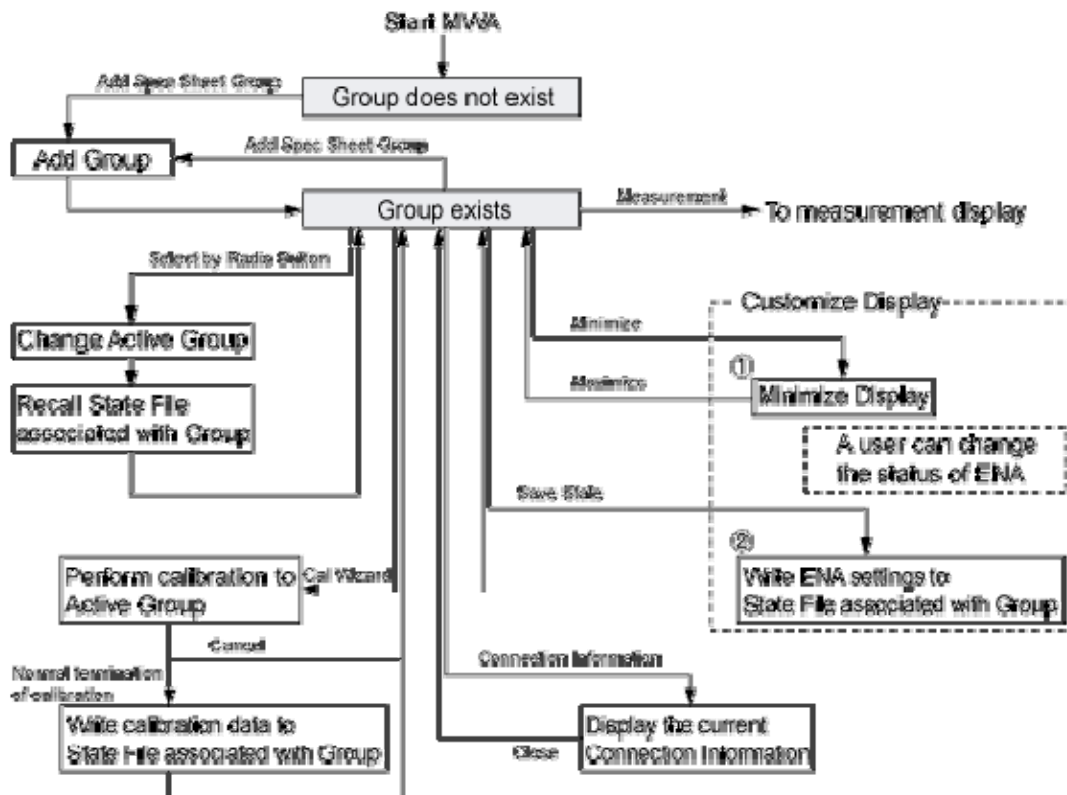 Start MWA
Add Spec Sheet Group
Group does not exist
Add Group
Add Spec Sheet Group
Group exists
Measurement
To measurement display
Select by Radio Button
Customize Display
Minimize
Change Active Group
①
Maximize
Minimize Display
Recall State File
associated with Group
A user can change
the status of ENA
Save State
②
Perform calibration to
Active Group
Cal Wizard
Write ENA settings to
State File associated with Group
Cancel
Connection Information
Normal termination
of calibration
Write calibration data to
State File associated with Group
Display the current
Connection Information
Close